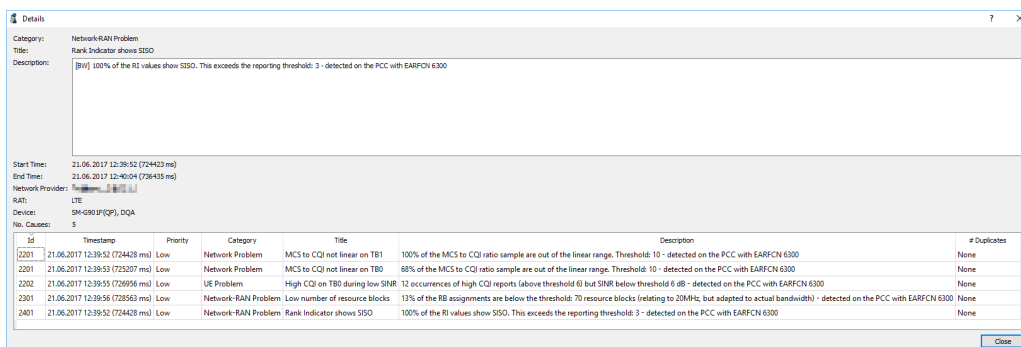 Details
? X
Category: Network-RAN Problem
Title: Rank Indicator shows SISO
Description: [BW] 100% of the RI values show SISO. This exceeds the reporting threshold: 3 - detected on the PCC with EARFCN 6300
Start Time: 21.06.2017 12:39:52 (724423 ms)
End Time: 21.06.2017 12:40:04 (736435 ms)
Network Provider:
RAT: LTE
Device: SM-G901F(QP), DQA
No. Causes: 5
Id Timestamp Priority Category Title Description # Duplicates
2201 21.06.2017 12:39:52 (724428 ms) Low Network Problem MCS to CQI not linear on TB1 100% of the MCS to CQI ratio sample are out of the linear range. Threshold: 10 - detected on the PCC with EARFCN 6300 None
2201 21.06.2017 12:39:53 (725207 ms) Low Network Problem MCS to CQI not linear on TB0 68% of the MCS to CQI ratio sample are out of the linear range. Threshold: 10 - detected on the PCC with EARFCN 6300 None
2202 21.06.2017 12:39:55 (726956 ms) Low UE Problem High CQI on TB0 during low SINR 12 occurrences of high CQI reports (above threshold 6) but SINR below threshold 6 dB - detected on the PCC with EARFCN 6300 None
2301 21.06.2017 12:39:56 (728563 ms) Low Network-RAN Problem Low number of resource blocks 13% of the RB assignments are below the threshold: 70 resource blocks (relating to 20MHz, but adapted to actual bandwidth) - detected on the PCC with EARFCN 6300 None
2401 21.06.2017 12:39:52 (724428 ms) Low Network-RAN Problem Rank Indicator shows SISO 100% of the RI values show SISO. This exceeds the reporting threshold: 3 - detected on the PCC with EARFCN 6300 None
Close